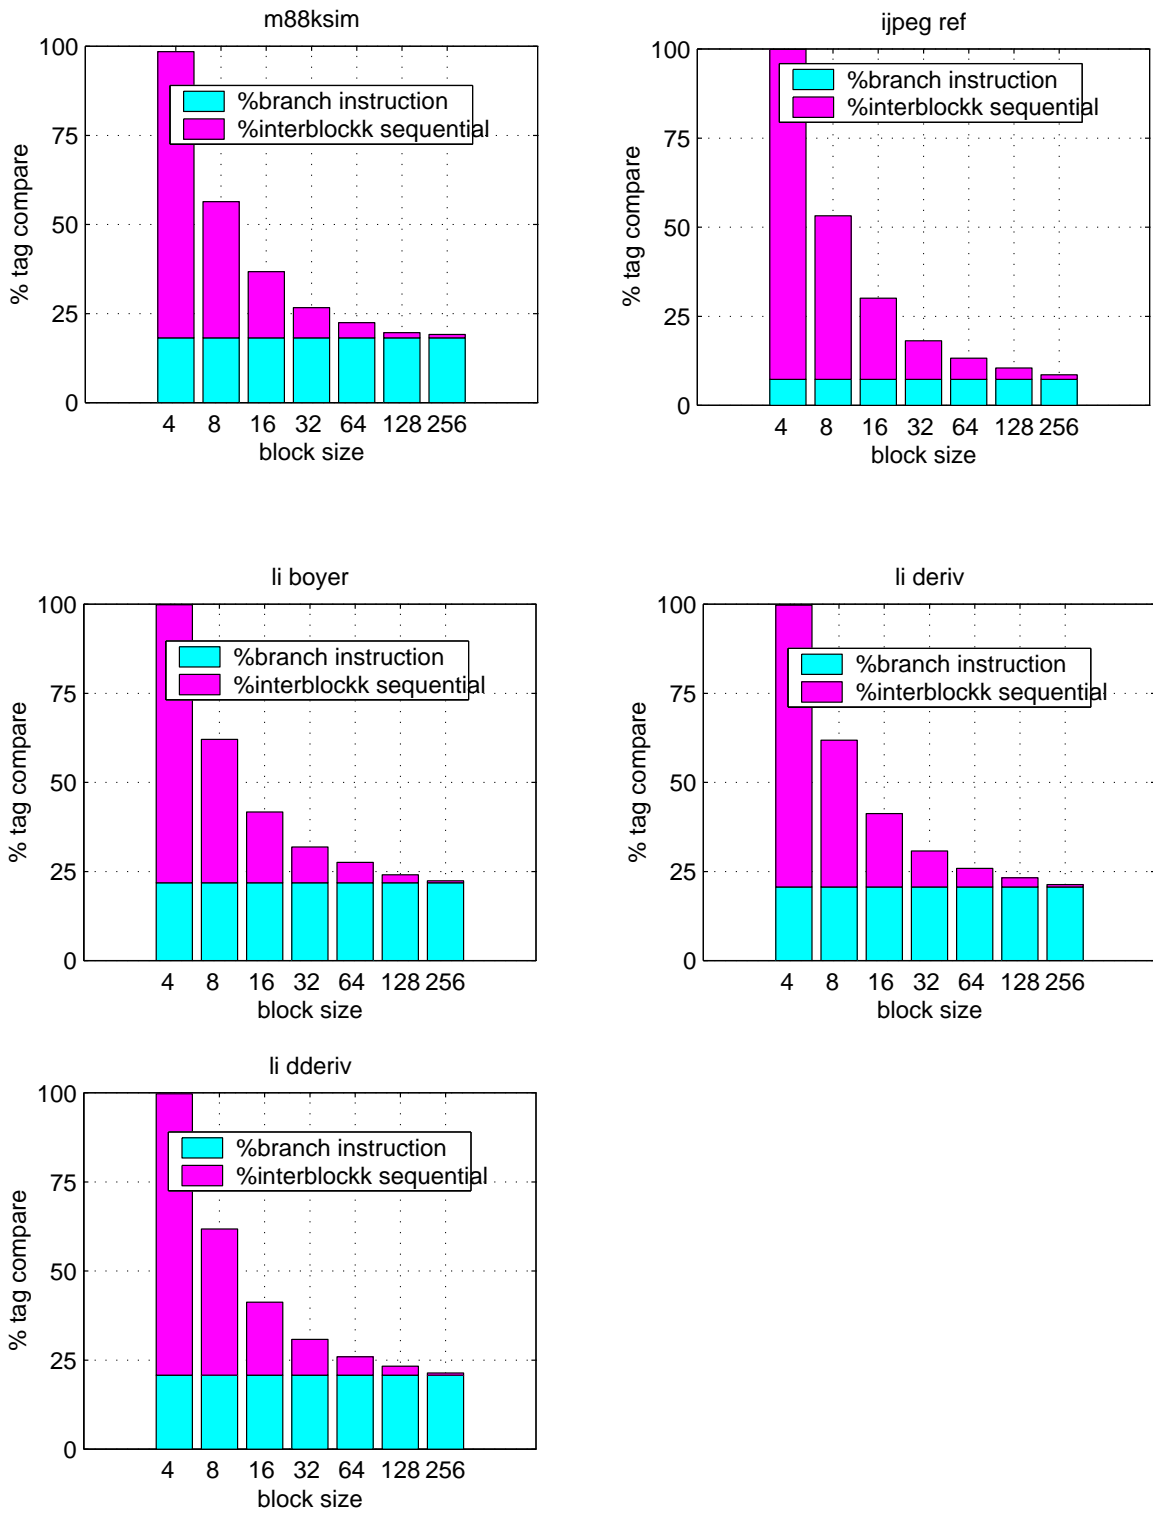 m88ksim
100
75
50
25
0
% tag compare
%branch instruction
%interblockk sequential
4 8 16 32 64 128 256
block size
ijpeg ref
100
75
50
25
0
% tag compare
%branch instruction
%interblockk sequential
4 8 16 32 64 128 256
block size
li boyer
100
75
50
25
0
% tag compare
%branch instruction
%interblockk sequential
4 8 16 32 64 128 256
block size
li deriv
100
75
50
25
0
% tag compare
%branch instruction
%interblockk sequential
4 8 16 32 64 128 256
block size
li dderiv
100
75
50
25
0
% tag compare
%branch instruction
%interblockk sequential
4 8 16 32 64 128 256
block size